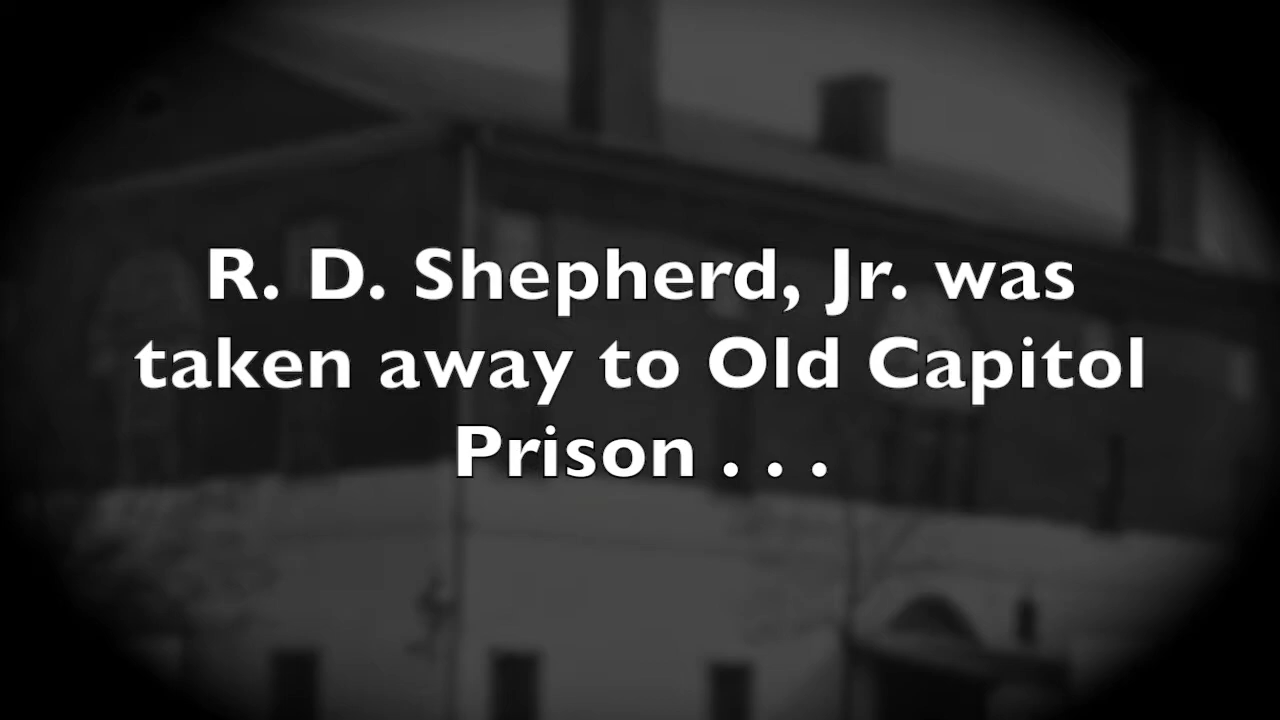 R. D. Shepherd, Jr. was
taken away to Old Capitol
Prison . . .